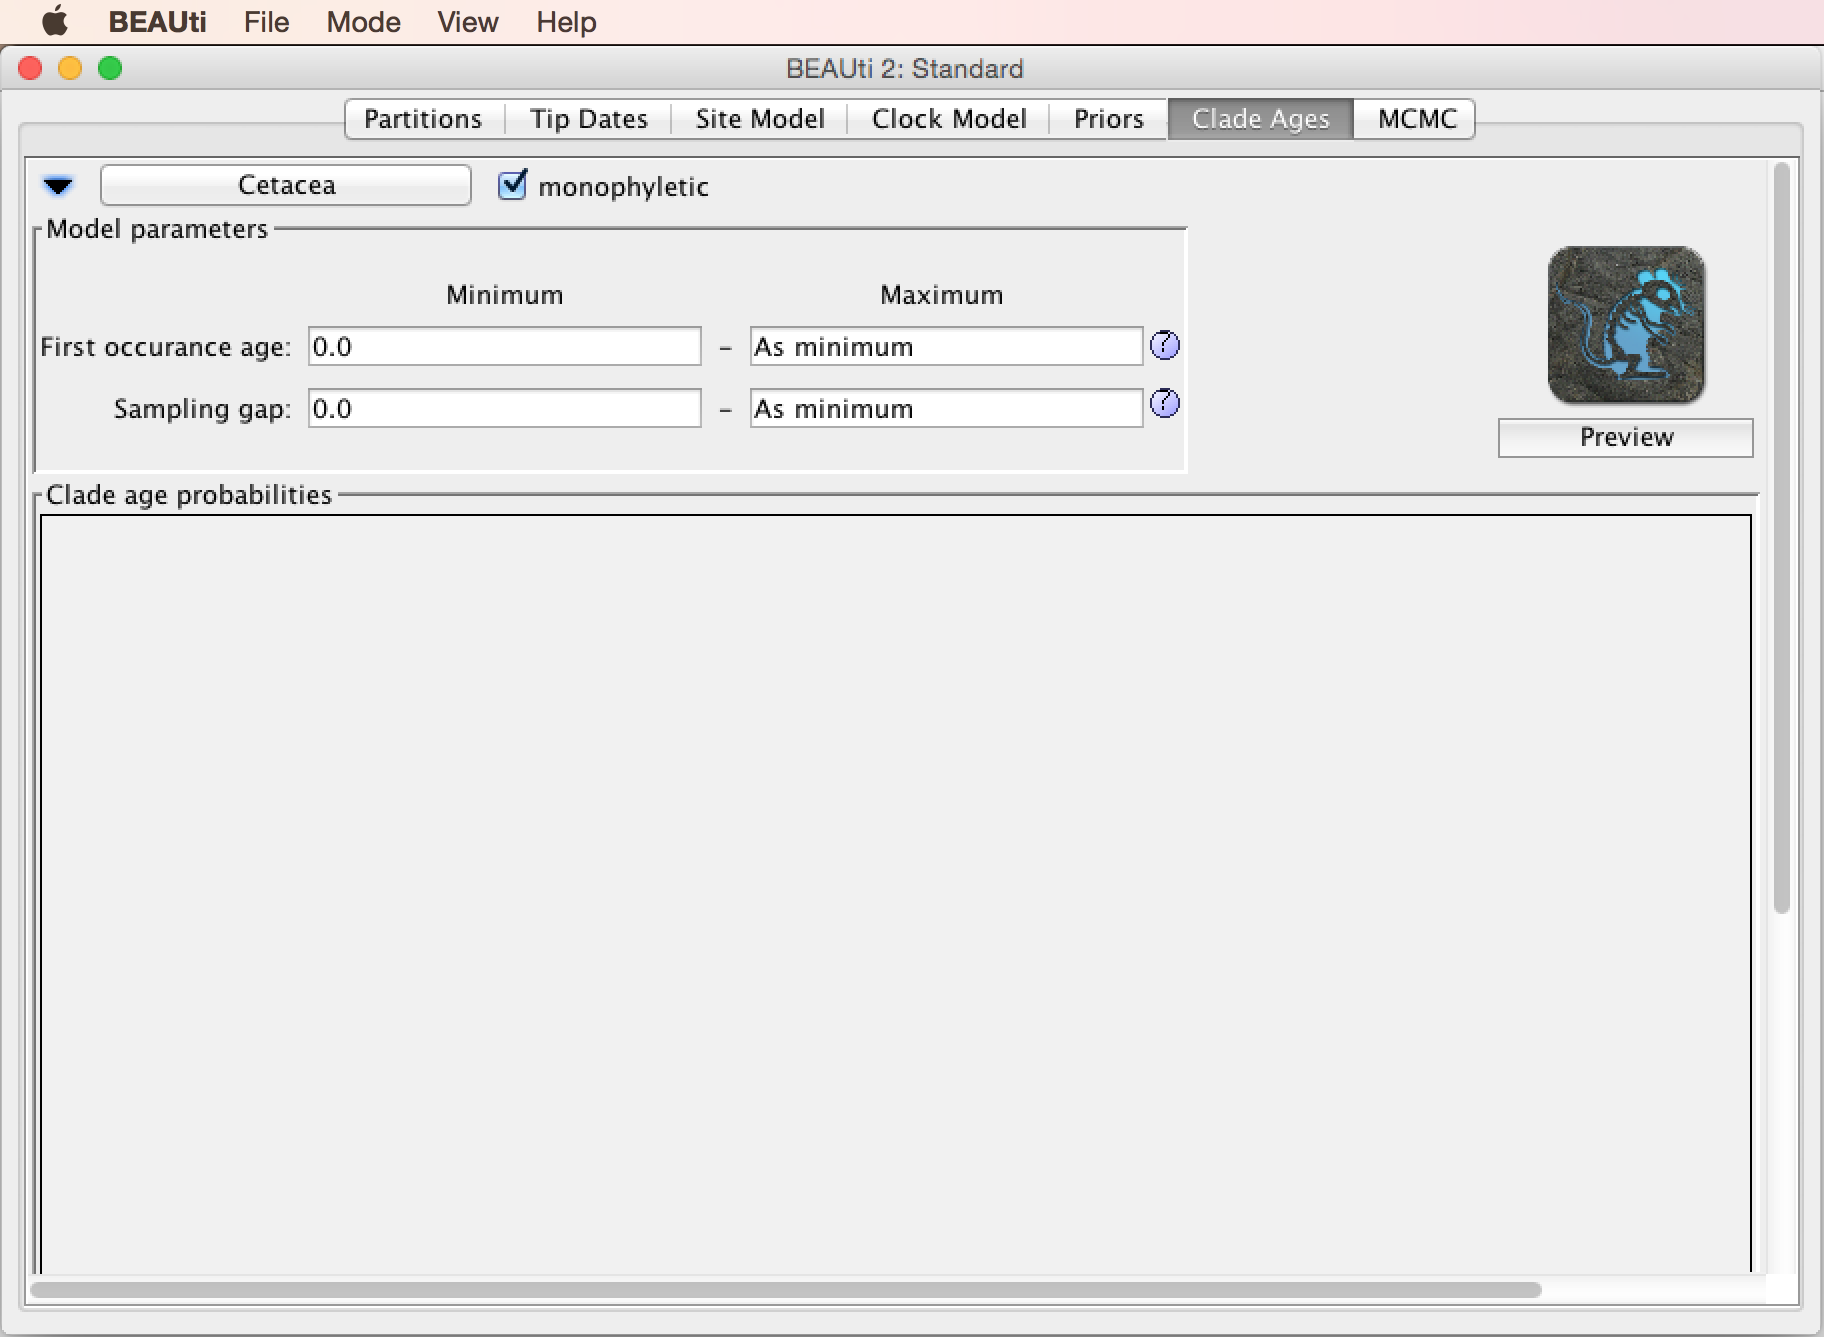 BEAUti File Mode View Help
BEAUti 2: Standard
Partitions Tip Dates Site Model Clock Model Priors Clade Ages MCMC
Cetacea monophyletic
Model parameters
Minimum Maximum
First occurance age: 0.0 – As minimum ?
Sampling gap: 0.0 – As minimum ?
Preview
Clade age probabilities